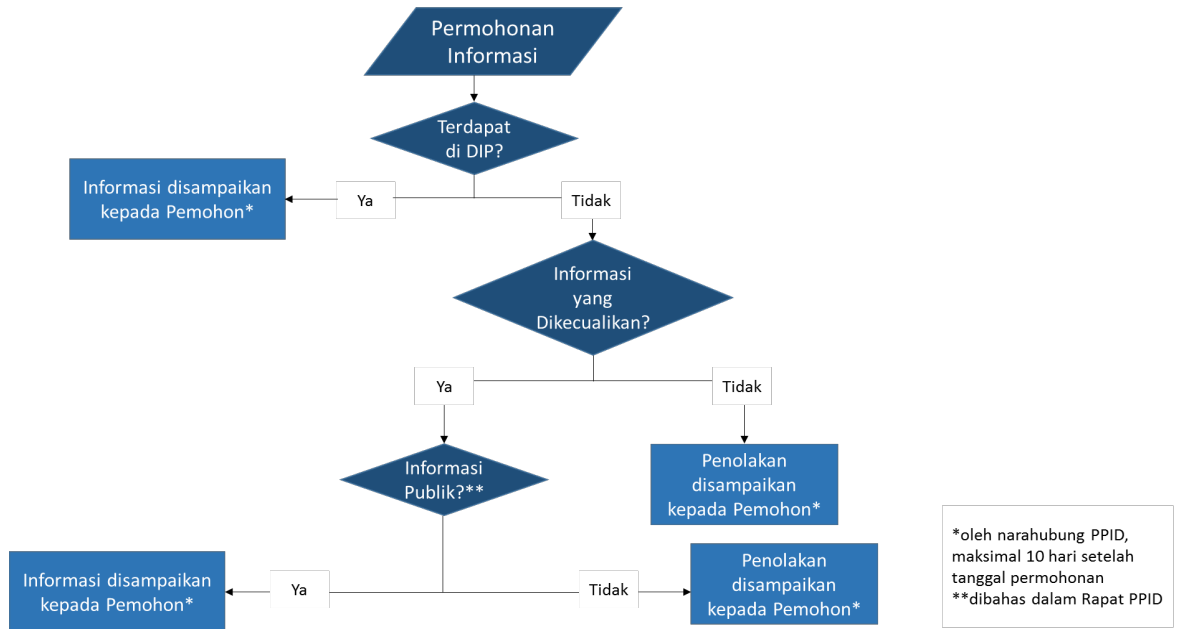 Permohonan
Informasi
Terdapat
di DIP?
Informasi disampaikan
kepada Pemohon*
Ya
Tidak
Informasi
yang
Dikecualikan?
Ya
Tidak
Informasi
Publik?**
Penolakan
disampaikan
kepada Pemohon*
Informasi disampaikan
kepada Pemohon*
Ya
Tidak
Penolakan
disampaikan
kepada Pemohon*
*oleh narahubung PPID,
maksimal 10 hari setelah
tanggal permohonan
**dibahas dalam Rapat PPID